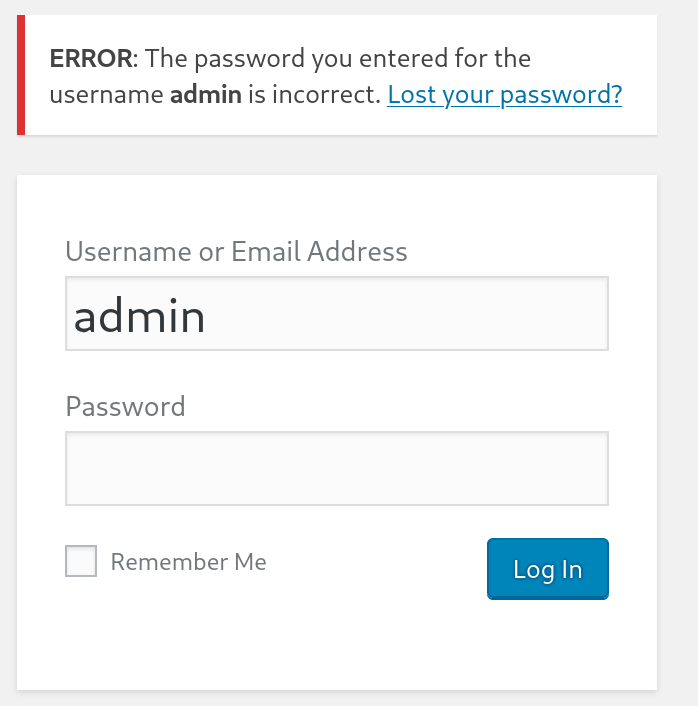 ERROR: The password you entered for the
username admin is incorrect. Lost your password?
Username or Email Address
admin
Password
Remember Me
Log In